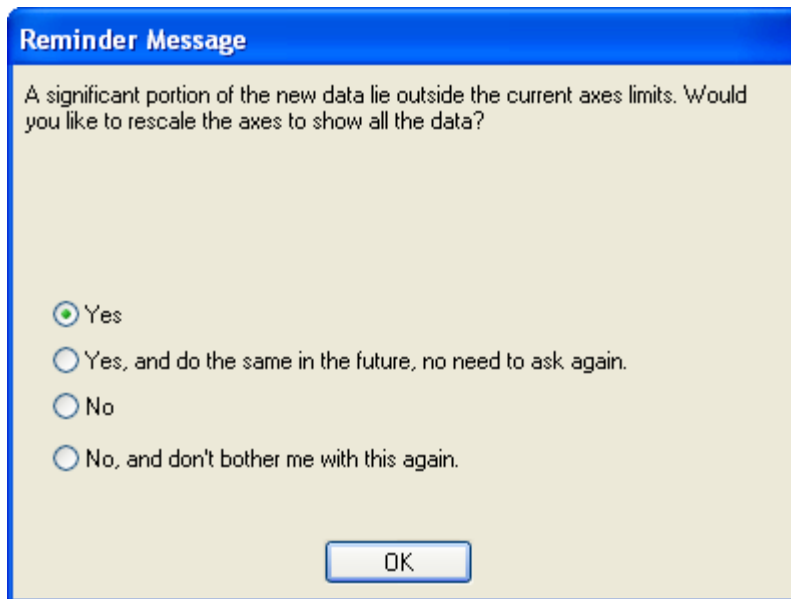 Reminder Message
A significant portion of the new data lie outside the current axes limits. Would
you like to rescale the axes to show all the data?
Yes
Yes, and do the same in the future, no need to ask again.
No
No, and don't bother me with this again.
OK